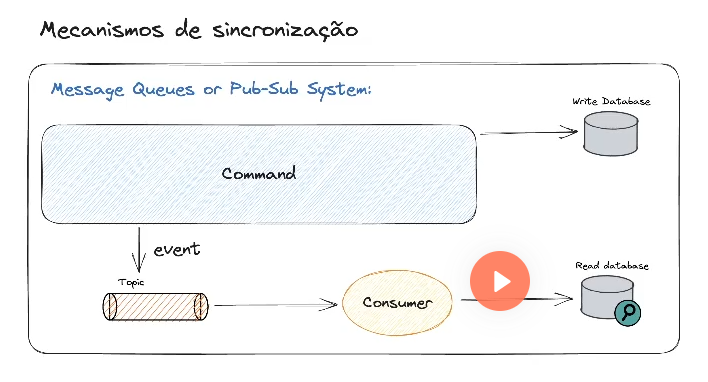 Mecanismos de sincronização
Message Queues or Pub-Sub System:
Write Database
Command
event
Topic
Read database
Consumer